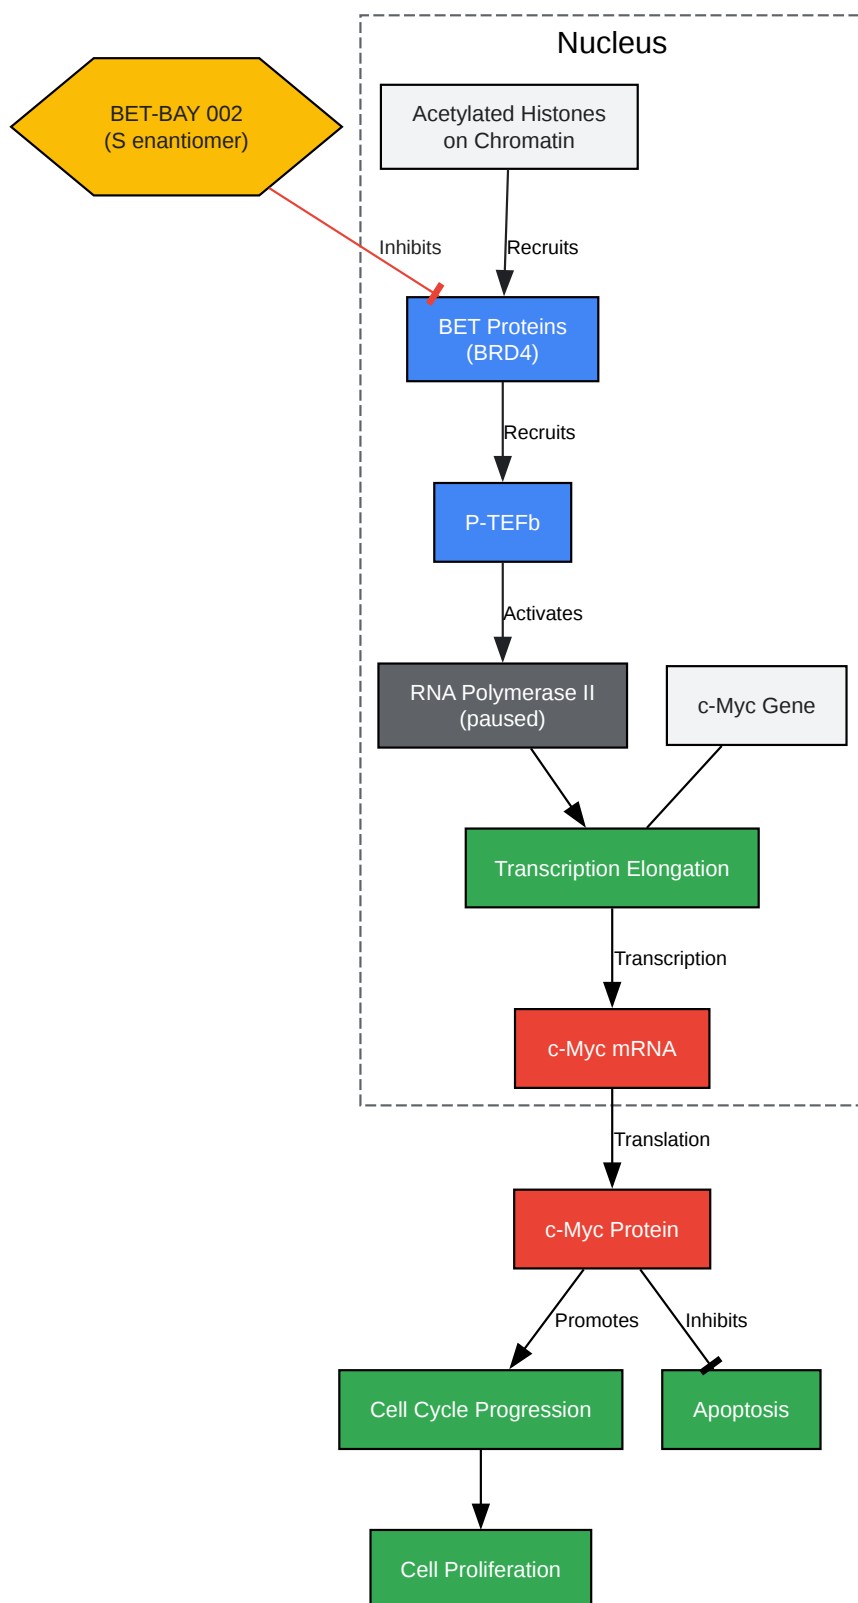 Nucleus
BET-BAY 002
(S enantiomer)
Acetylated Histones
on Chromatin
Inhibits
Recruits
BET Proteins
(BRD4)
Recruits
P-TEFb
Activates
RNA Polymerase II
(paused)
c-Myc Gene
Transcription Elongation
Transcription
c-Myc mRNA
Translation
c-Myc Protein
Promotes
Inhibits
Cell Cycle Progression
Apoptosis
Cell Proliferation